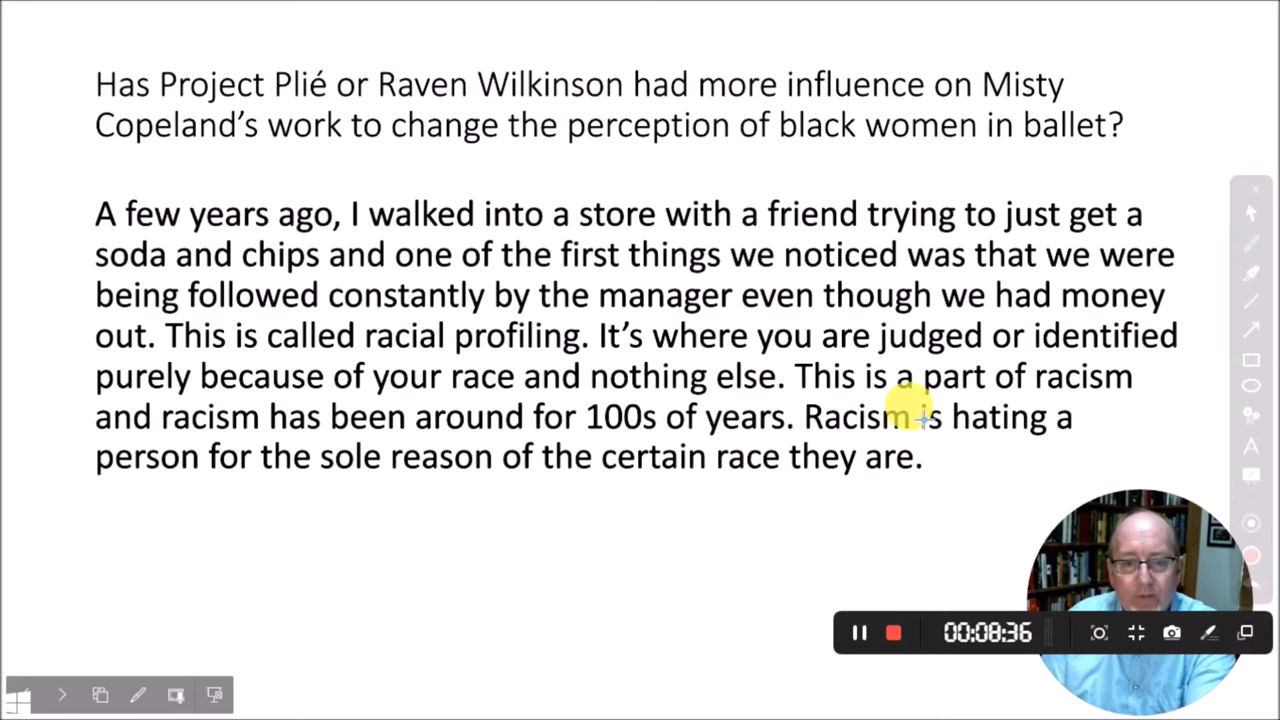 Has Project Plié or Raven Wilkinson had more influence on Misty
Copeland’s work to change the perception of black women in ballet?
A few years ago, I walked into a store with a friend trying to just get a
soda and chips and one of the first things we noticed was that we were
being followed constantly by the manager even though we had money
out. This is called racial profiling. It’s where you are judged or identified
purely because of your race and nothing else. This is a part of racism
and racism has been around for 100s of years. Racism is hating a
person for the sole reason of the certain race they are.
00:08:36